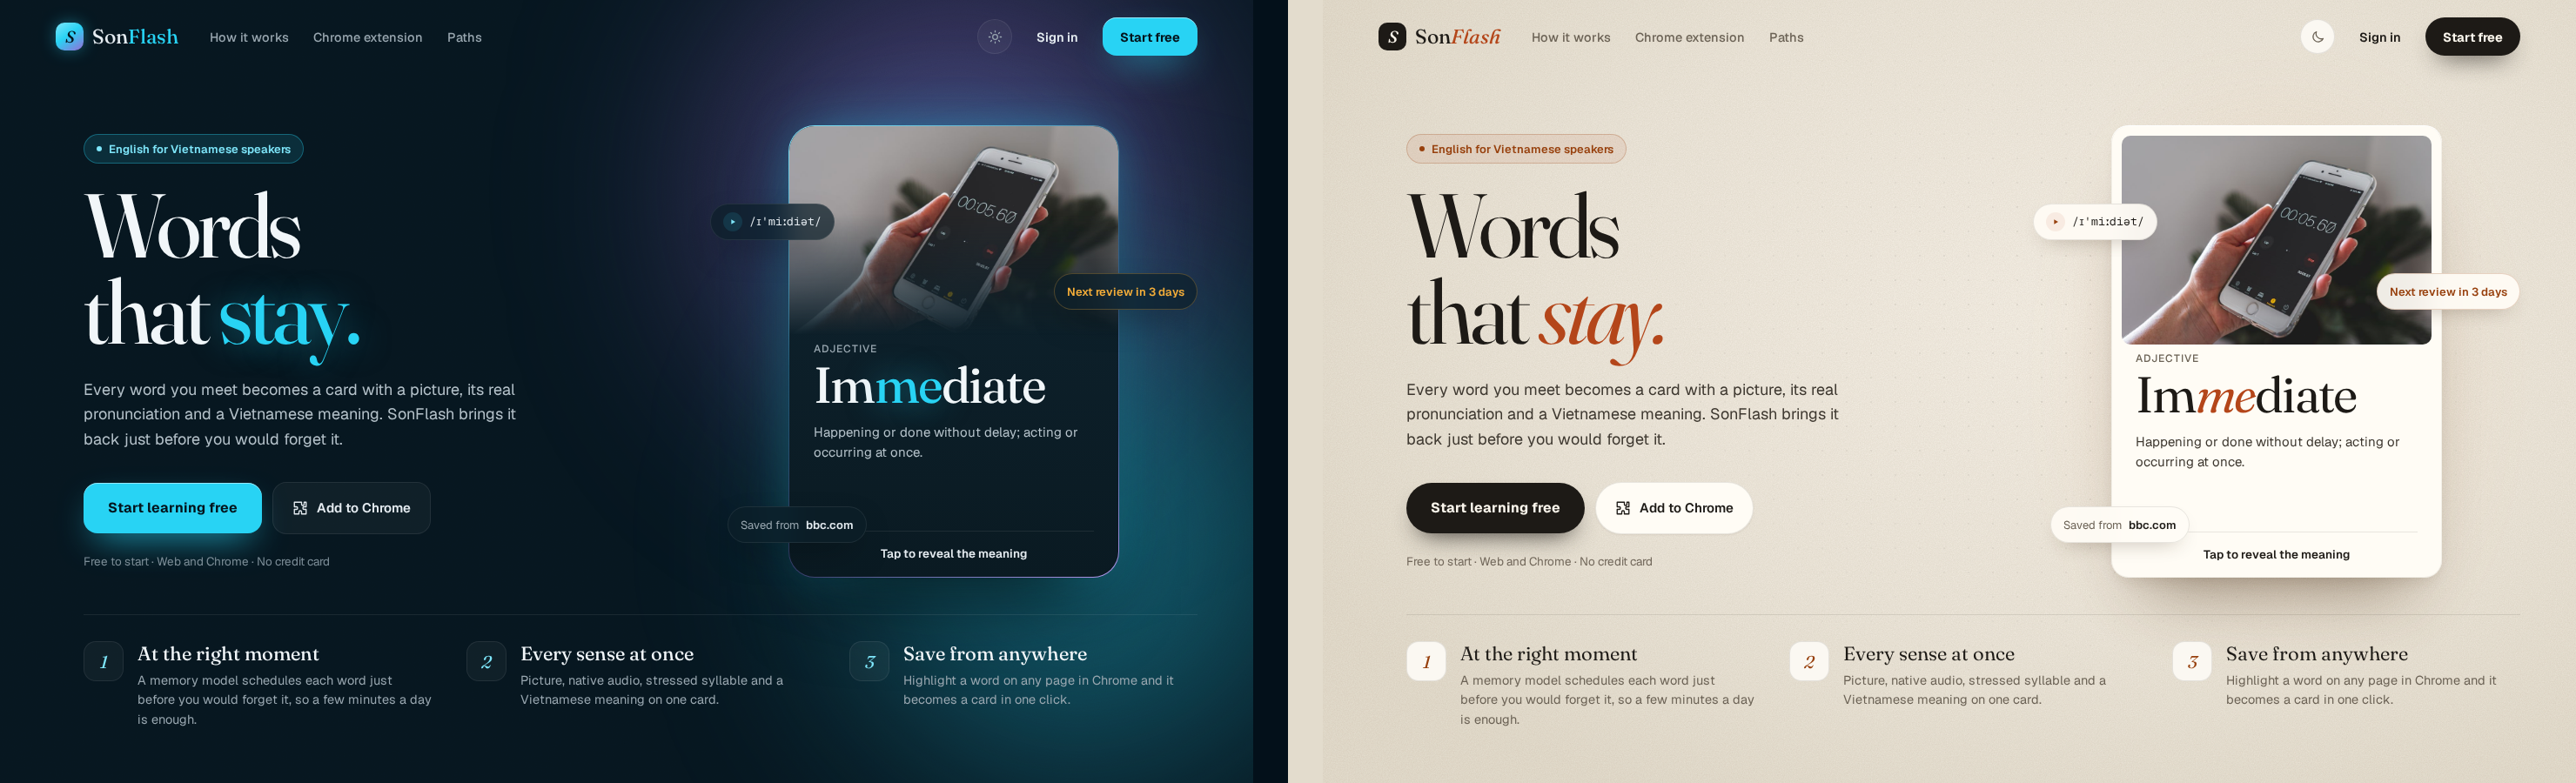 S SonFlash How it works Chrome extension Paths Sign in Start free
English for Vietnamese speakers
Words
that stay.
Every word you meet becomes a card with a picture, its real
pronunciation and a Vietnamese meaning. SonFlash brings it
back just before you would forget it.
Start learning free Add to Chrome
Free to start · Web and Chrome · No credit card
/ɪˈmiːdiət/
00:05.60
Next review in 3 days
ADJECTIVE
Immediate
Happening or done without delay; acting or
occurring at once.
Saved from bbc.com
Tap to reveal the meaning
1 At the right moment
A memory model schedules each word just
before you would forget it, so a few minutes a day
is enough.
2 Every sense at once
Picture, native audio, stressed syllable and a
Vietnamese meaning on one card.
3 Save from anywhere
Highlight a word on any page in Chrome and it
becomes a card in one click.
S SonFlash How it works Chrome extension Paths Sign in Start free
English for Vietnamese speakers
Words
that stay.
Every word you meet becomes a card with a picture, its real
pronunciation and a Vietnamese meaning. SonFlash brings it
back just before you would forget it.
Start learning free Add to Chrome
Free to start · Web and Chrome · No credit card
/ɪˈmiːdiət/
00:05.60
Next review in 3 days
ADJECTIVE
Immediate
Happening or done without delay; acting or
occurring at once.
Saved from bbc.com
Tap to reveal the meaning
1 At the right moment
A memory model schedules each word just
before you would forget it, so a few minutes a day
is enough.
2 Every sense at once
Picture, native audio, stressed syllable and a
Vietnamese meaning on one card.
3 Save from anywhere
Highlight a word on any page in Chrome and it
becomes a card in one click.